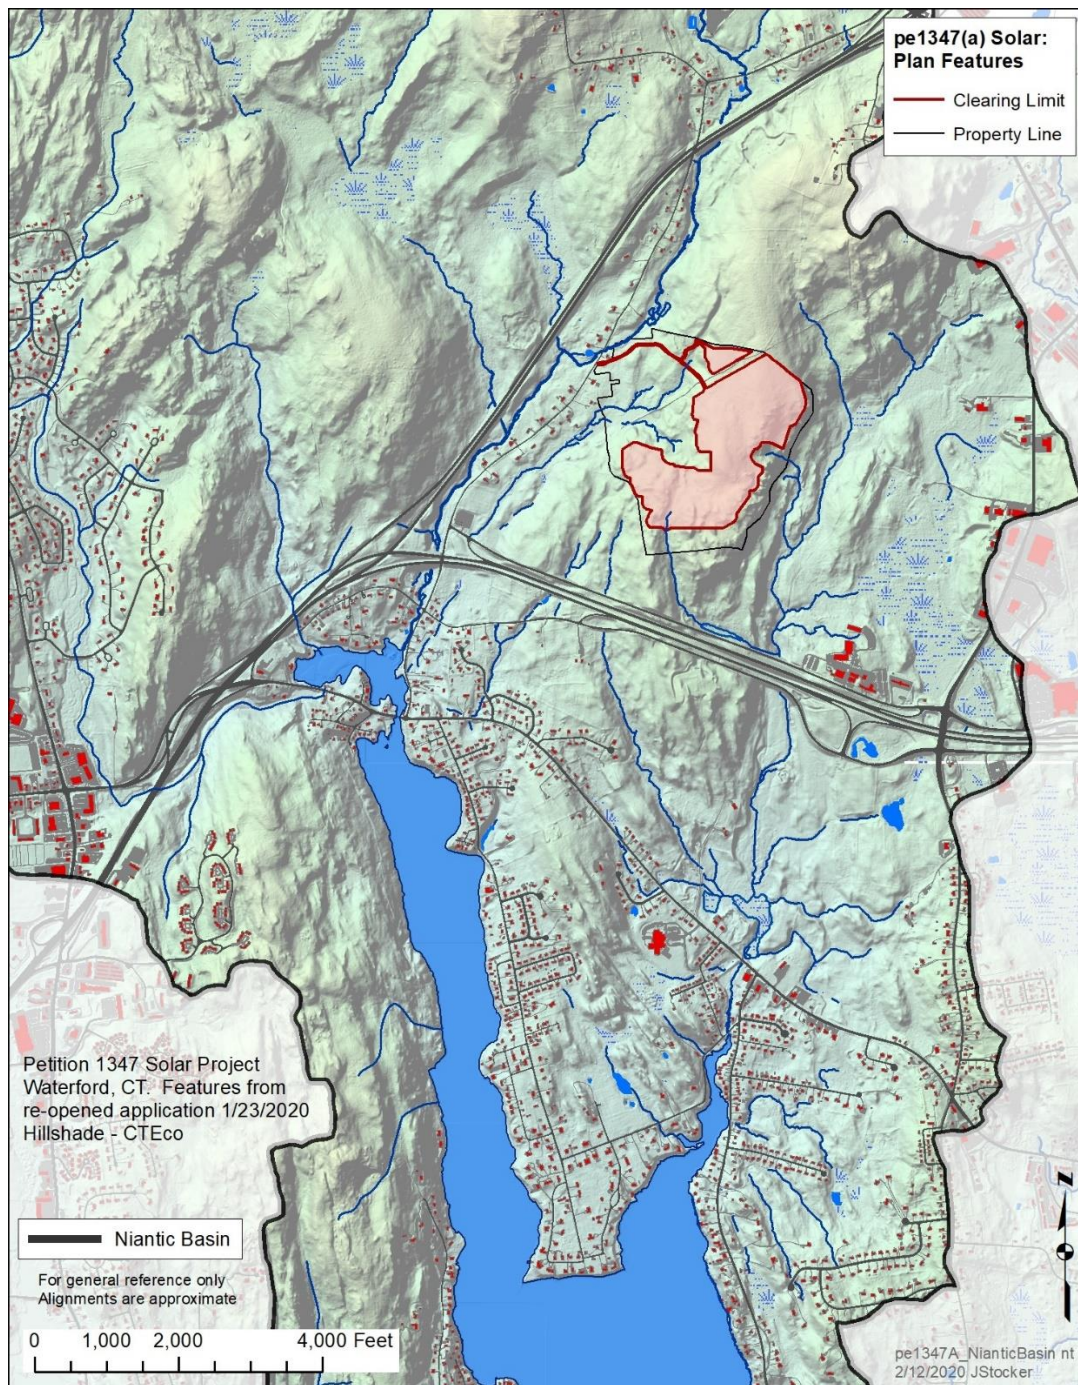 pe1347(a) Solar:
Plan Features
Clearing Limit
Property Line
Petition 1347 Solar Project
Waterford, CT.  Features from
re-opened application 1/23/2020
Hillshade - CTEco
Niantic Basin
For general reference only
Alignments are approximate
0 1,000 2,000 4,000 Feet
N
pe1347A_NianticBasin nt
2/12/2020 JStocker